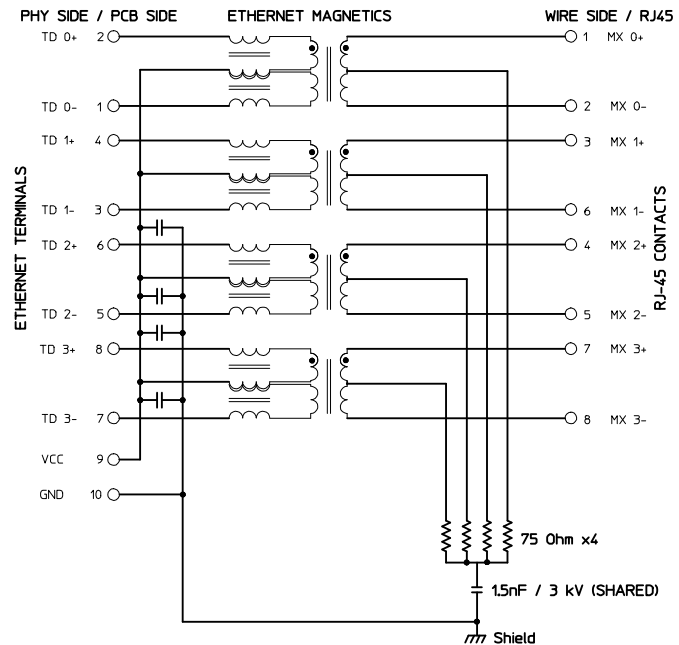 PHY SIDE / PCB SIDE ETHERNET MAGNETICS WIRE SIDE / RJ45
TD 0+ 2 1 MX 0+
TD 0- 1 2 MX 0-
TD 1+ 4 3 MX 1+
TD 1- 3 6 MX 1-
TD 2+ 6 4 MX 2+
TD 2- 5 5 MX 2-
TD 3+ 8 7 MX 3+
TD 3- 7 8 MX 3-
VCC 9
GND 10
ETHERNET TERMINALS
RJ-45 CONTACTS
75 Ohm x4
1.5nF / 3 kV (SHARED)
Shield